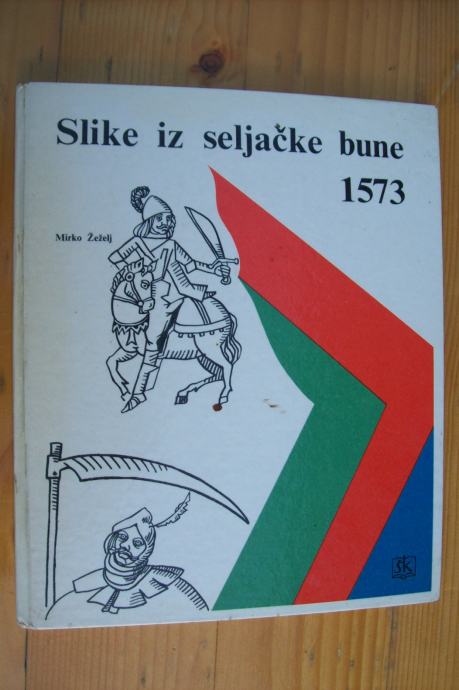 Slike iz seljačke bune
1573
Mirko Žeželj
ŠK